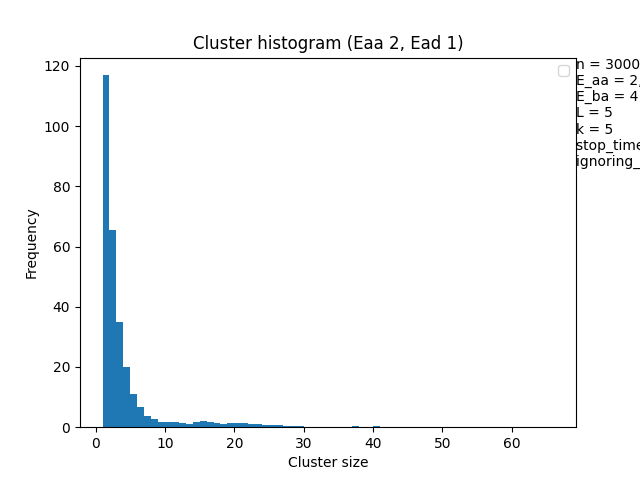 Cluster histogram (Eaa 2, Ead 1)
n = 3000
E_aa = 2,
E_ba = 4
L = 5
k = 5
stop_time
ignoring_
Frequency
120
100
80
60
40
20
0
0 10 20 30 40 50 60
Cluster size